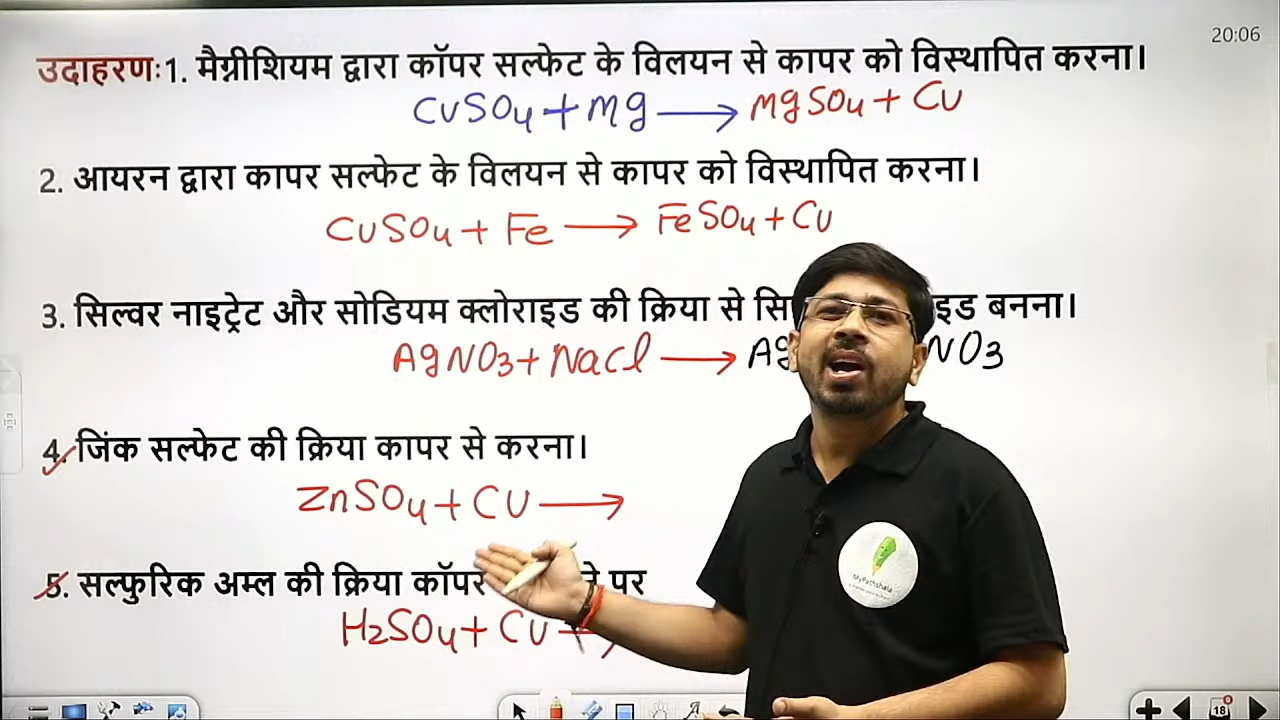 20:06
उदाहरणः1. मैग्नीशियम द्वारा कॉपर सल्फेट के विलयन से कापर को विस्थापित करना।
CuSO4 + Mg → MgSO4 + Cu
2. आयरन द्वारा कापर सल्फेट के विलयन से कापर को विस्थापित करना।
CuSO4 + Fe → FeSO4 + Cu
3. सिल्वर नाइट्रेट और सोडियम क्लोराइड की क्रिया से बनना।
AgNO3 + NaCl → Ag NO3
4. जिंक सल्फेट की क्रिया कापर से करना।
ZnSO4 + Cu →
5. सल्फुरिक अम्ल की क्रिया कॉपर पर
H2SO4 + Cu →
MyPathshala
18